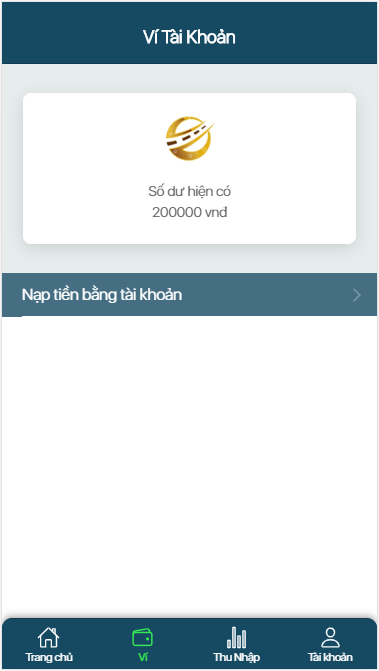 Ví Tài Khoản
Số dư hiện có
200000 vnđ
Nạp tiền bằng tài khoản
Trang chủ
Ví
Thu Nhập
Tài khoản